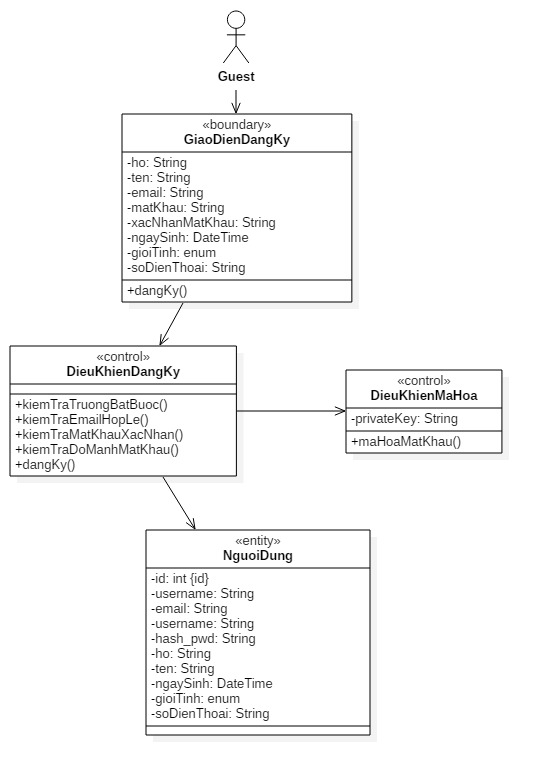 Guest
«boundary»
GiaoDienDangKy
-ho: String
-ten: String
-email: String
-matKhau: String
-xacNhanMatKhau: String
-ngaySinh: DateTime
-gioiTinh: enum
-soDienThoai: String
+dangKy()
«control»
DieuKhienDangKy
+kiemTraTruongBatBuoc()
+kiemTraEmailHopLe()
+kiemTraMatKhauXacNhan()
+kiemTraDoManhMatKhau()
+dangKy()
«control»
DieuKhienMaHoa
-privateKey: String
+maHoaMatKhau()
«entity»
NguoiDung
-id: int {id}
-username: String
-email: String
-username: String
-hash_pwd: String
-ho: String
-ten: String
-ngaySinh: DateTime
-gioiTinh: enum
-soDienThoai: String